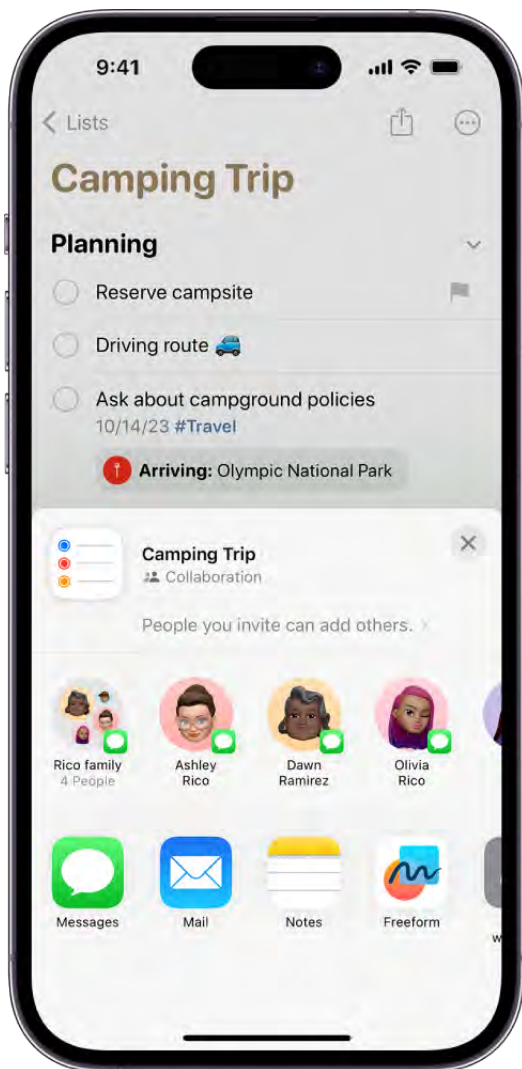 9:41
Lists
Camping Trip
Planning
Reserve campsite
Driving route 🚙
Ask about campground policies
10/14/23 #Travel
Arriving: Olympic National Park
Camping Trip
Collaboration
People you invite can add others.
Rico family
4 People
Ashley
Rico
Dawn
Ramirez
Olivia
Rico
Messages
Mail
Notes
Freeform